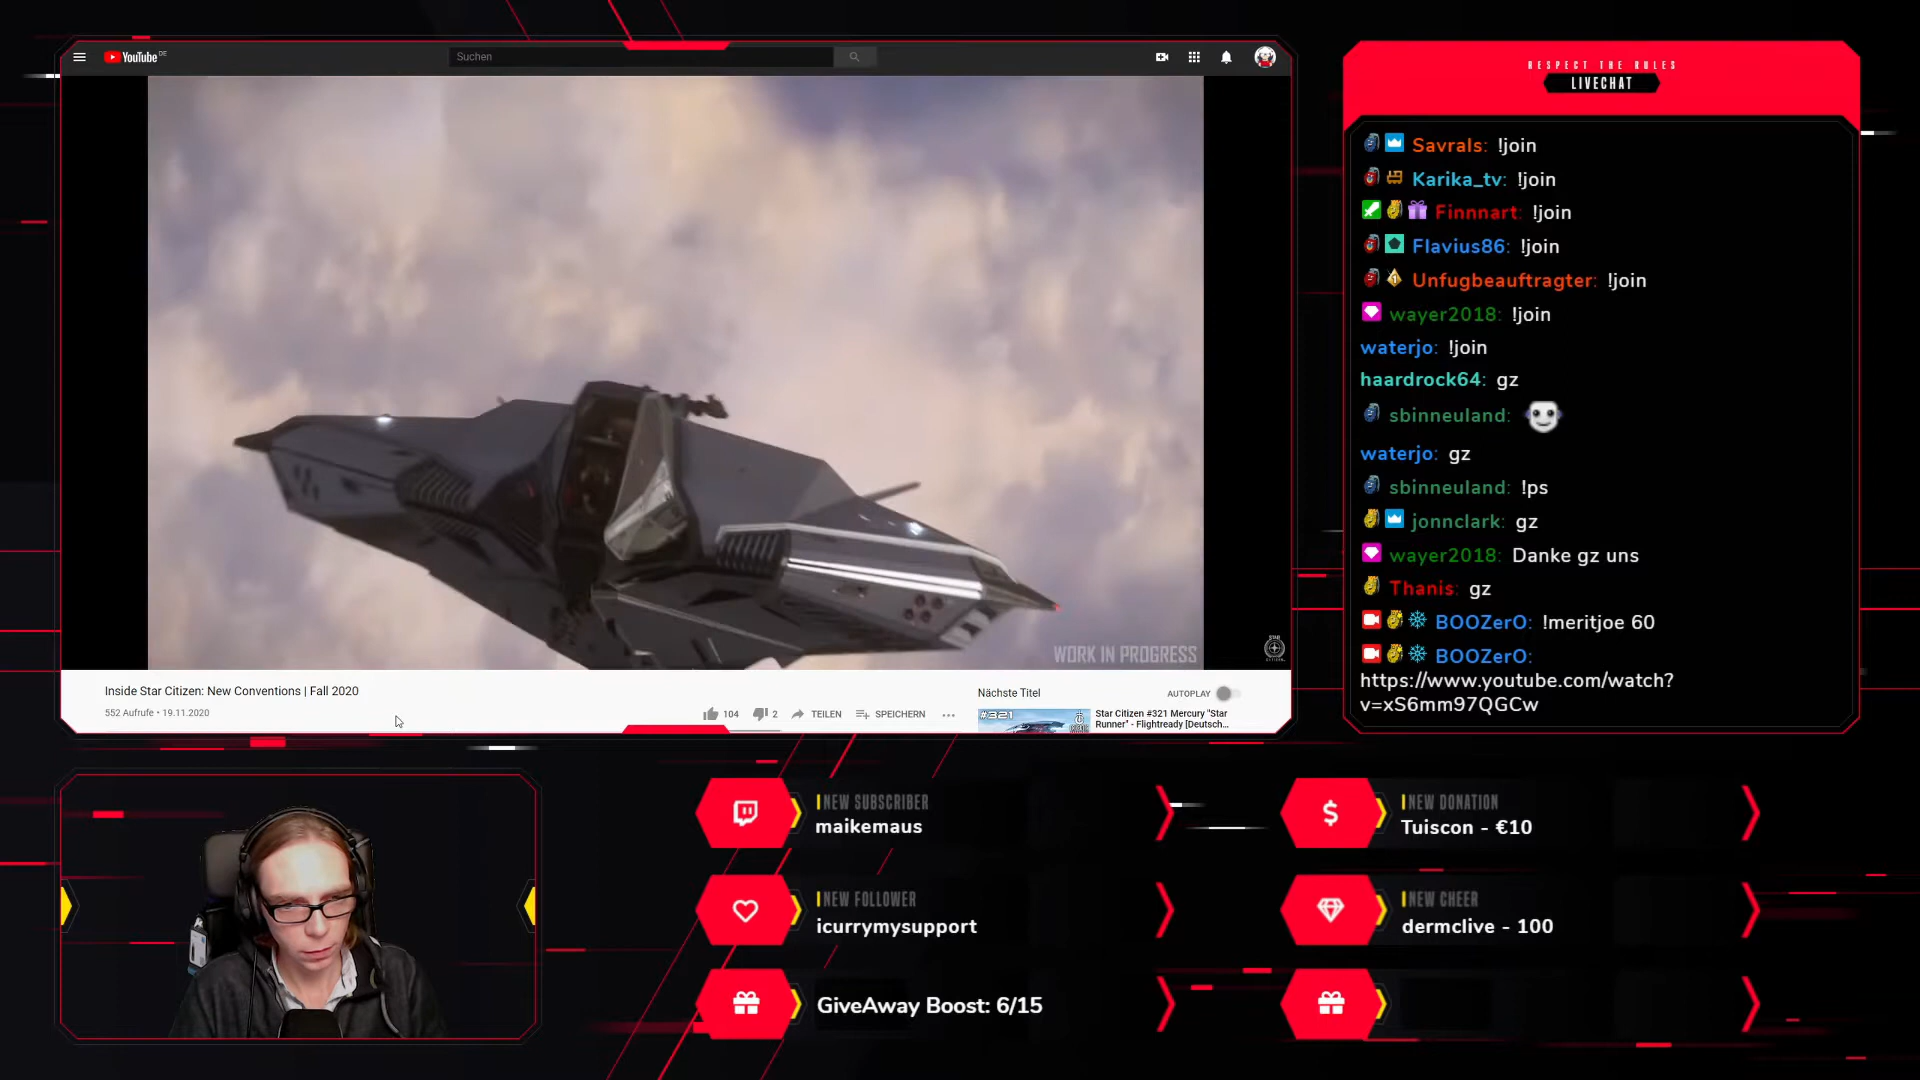 YouTube DE
Suchen
WORK IN PROGRESS
Inside Star Citizen: New Conventions | Fall 2020
552 Aufrufe • 19.11.2020
104
2
TEILEN
SPEICHERN
Nächste Titel
AUTOPLAY
#321
Star Citizen #321 Mercury "Star
Runner" - Flightready [Deutsch...
RESPECT THE RULES
LIVECHAT
Savrals: !join
Karika_tv: !join
Finnnart: !join
Flavius86: !join
Unfugbeauftragter: !join
wayer2018: !join
waterjo: !join
haardrock64: gz
sbinneuland:
waterjo: gz
sbinneuland: !ps
jonnclark: gz
wayer2018: Danke gz uns
Thanis: gz
BOOZerO: !meritjoe 60
BOOZerO:
https://www.youtube.com/watch?
v=xS6mm97QGCw
NEW SUBSCRIBER
maikemaus
NEW DONATION
Tuiscon - €10
NEW FOLLOWER
icurrymysupport
NEW CHEER
dermclive - 100
GiveAway Boost: 6/15